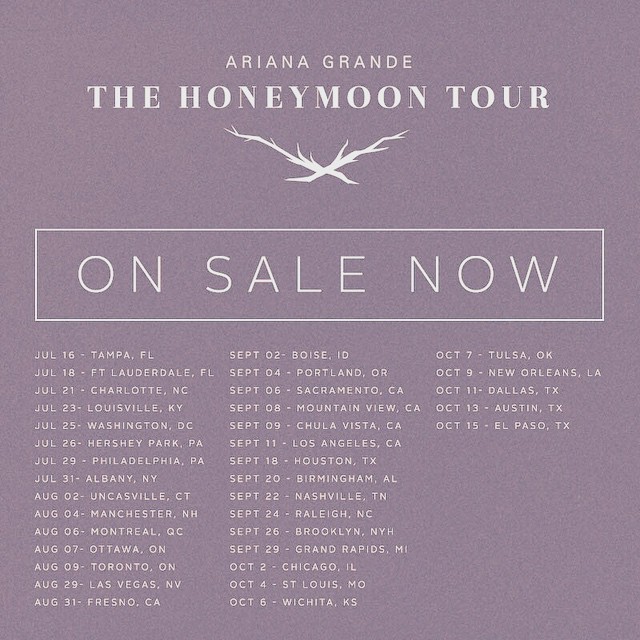 ARIANA GRANDE
THE HONEYMOON TOUR
ON SALE NOW
JUL 16 - TAMPA, FL
JUL 18 - FT LAUDERDALE, FL
JUL 21 - CHARLOTTE, NC
JUL 23- LOUISVILLE, KY
JUL 25- WASHINGTON, DC
JUL 26- HERSHEY PARK, PA
JUL 29 - PHILADELPHIA, PA
JUL 31- ALBANY, NY
AUG 02- UNCASVILLE, CT
AUG 04- MANCHESTER, NH
AUG 06- MONTREAL, QC
AUG 07- OTTAWA, ON
AUG 09- TORONTO, ON
AUG 29- LAS VEGAS, NV
AUG 31- FRESNO, CA
SEPT 02- BOISE, ID
SEPT 04 - PORTLAND, OR
SEPT 06 - SACRAMENTO, CA
SEPT 08 - MOUNTAIN VIEW, CA
SEPT 09 - CHULA VISTA, CA
SEPT 11 - LOS ANGELES, CA
SEPT 18 - HOUSTON, TX
SEPT 20 - BIRMINGHAM, AL
SEPT 22 - NASHVILLE, TN
SEPT 24 - RALEIGH, NC
SEPT 26 - BROOKLYN, NYH
SEPT 29 - GRAND RAPIDS, MI
OCT 2 - CHICAGO, IL
OCT 4 - ST LOUIS, MO
OCT 6 - WICHITA, KS
OCT 7 - TULSA, OK
OCT 9 - NEW ORLEANS, LA
OCT 11- DALLAS, TX
OCT 13 - AUSTIN, TX
OCT 15 - EL PASO, TX